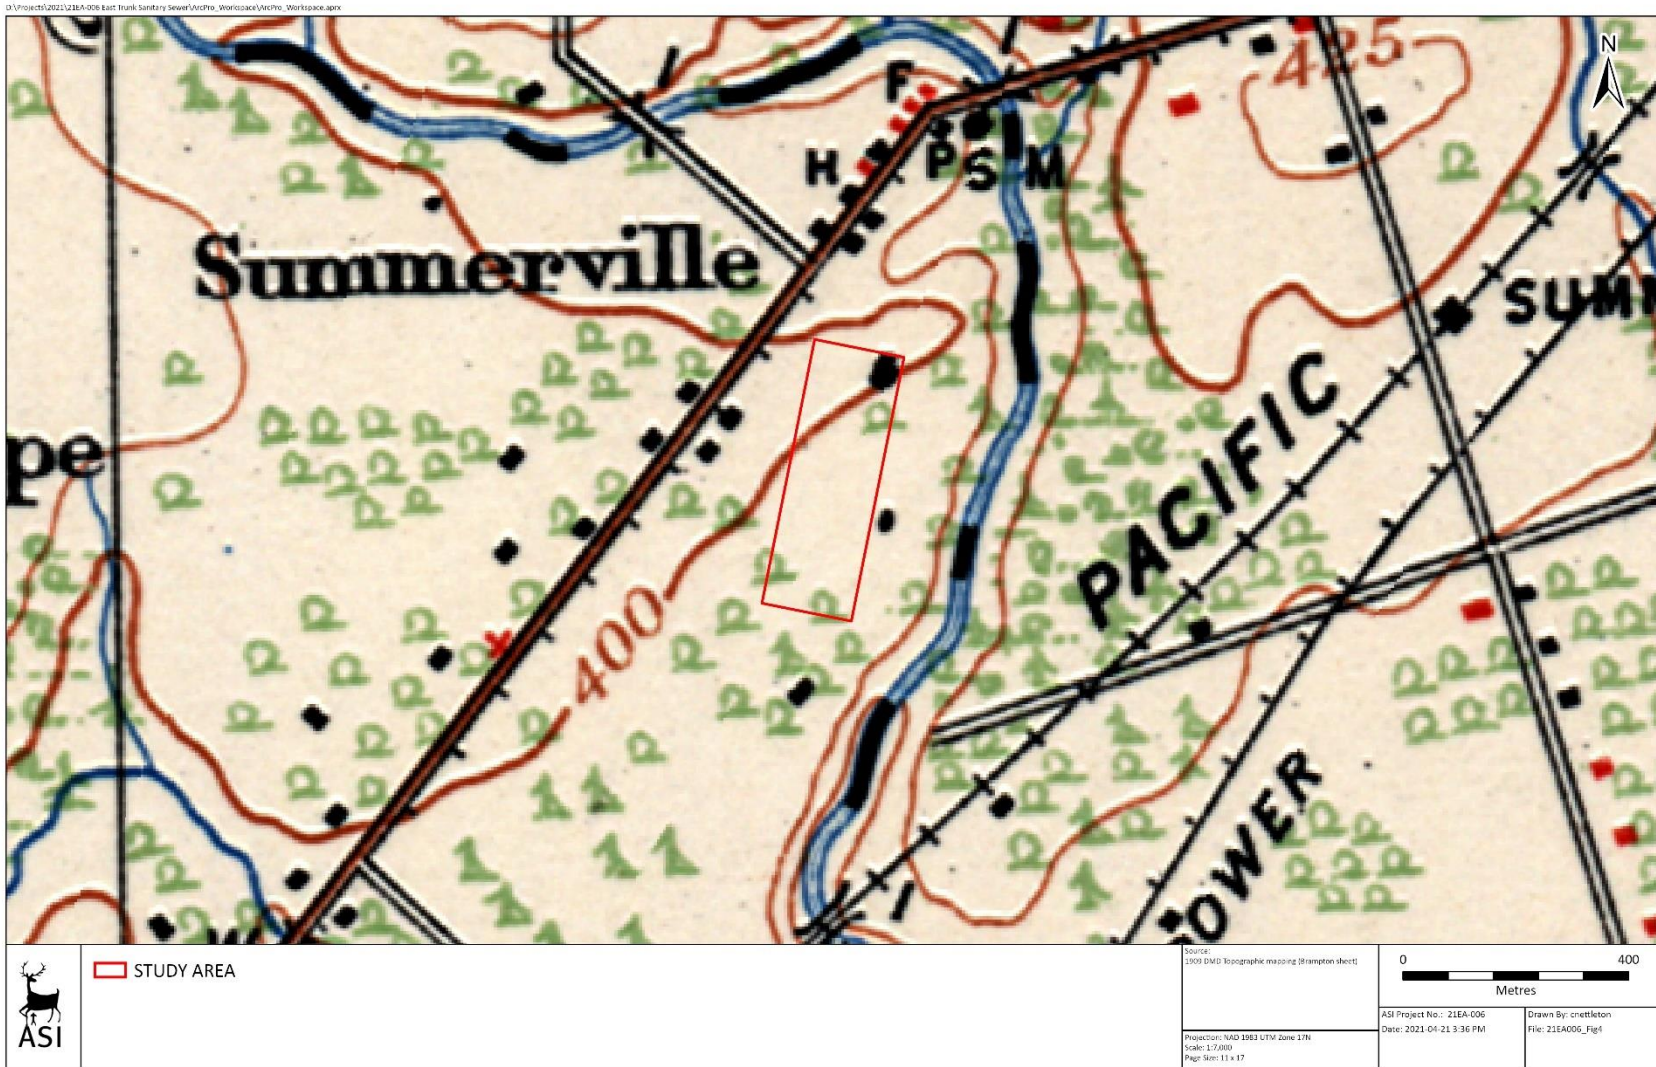 D:\Projects\2021\21EA-006 East Trunk Sanitary Sewer\ArcPro_Workspace\ArcPro_Workspace.aprx
N
425
F
H
P S M
Summerville
SUMM
PACIFIC
pe
400
OWER
W
STUDY AREA
ASI
Source:
1909 DMD Topographic mapping (Brampton sheet)
Projection: NAD 1983 UTM Zone 17N
Scale: 1:7,000
Page Size: 11 x 17
0 400
Metres
ASI Project No.: 21EA-006
Date: 2021-04-21 3:36 PM
Drawn By: cnettleton
File: 21EA006_Fig4